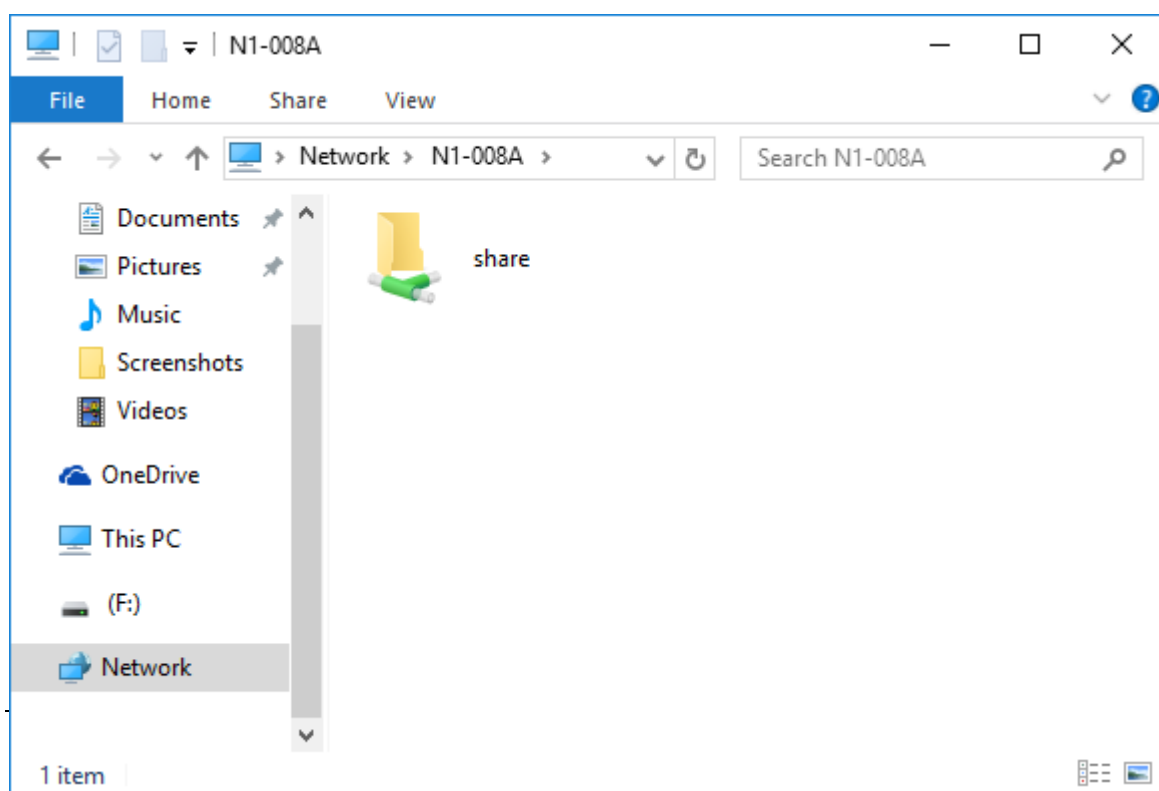 N1-008A
File Home Share View
Network N1-008A Search N1-008A
Documents
share
Pictures
Music
Screenshots
Videos
OneDrive
This PC
(F:)
Network
1 item